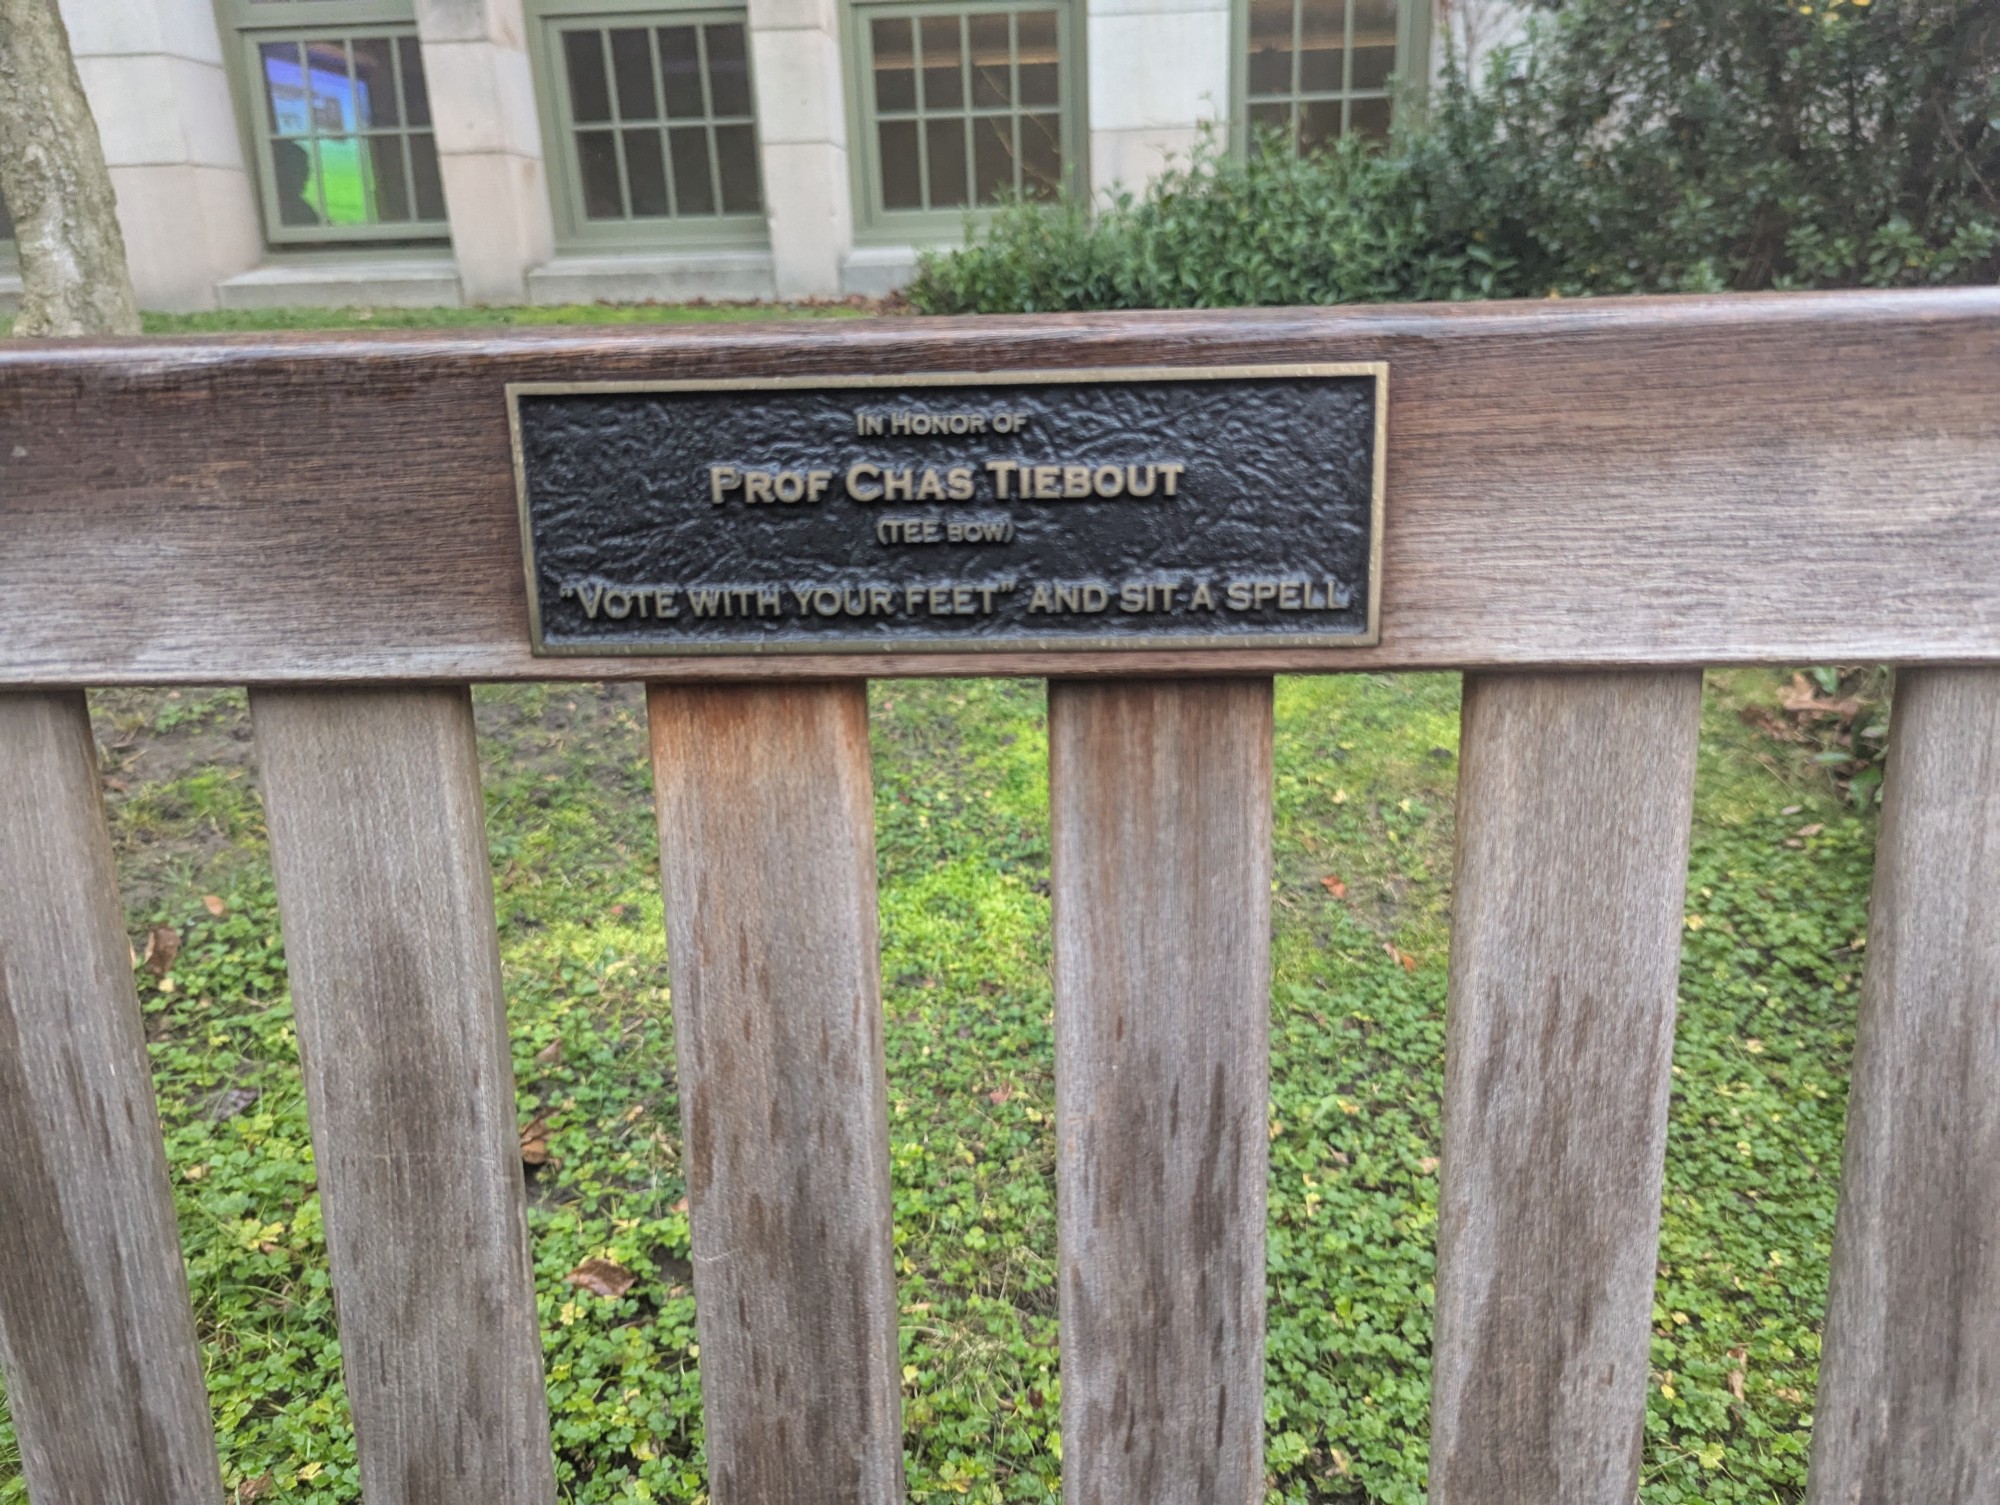 IN HONOR OF
PROF CHAS TIEBOUT
(TEE BOW)
"VOTE WITH YOUR FEET" AND SIT A SPELL